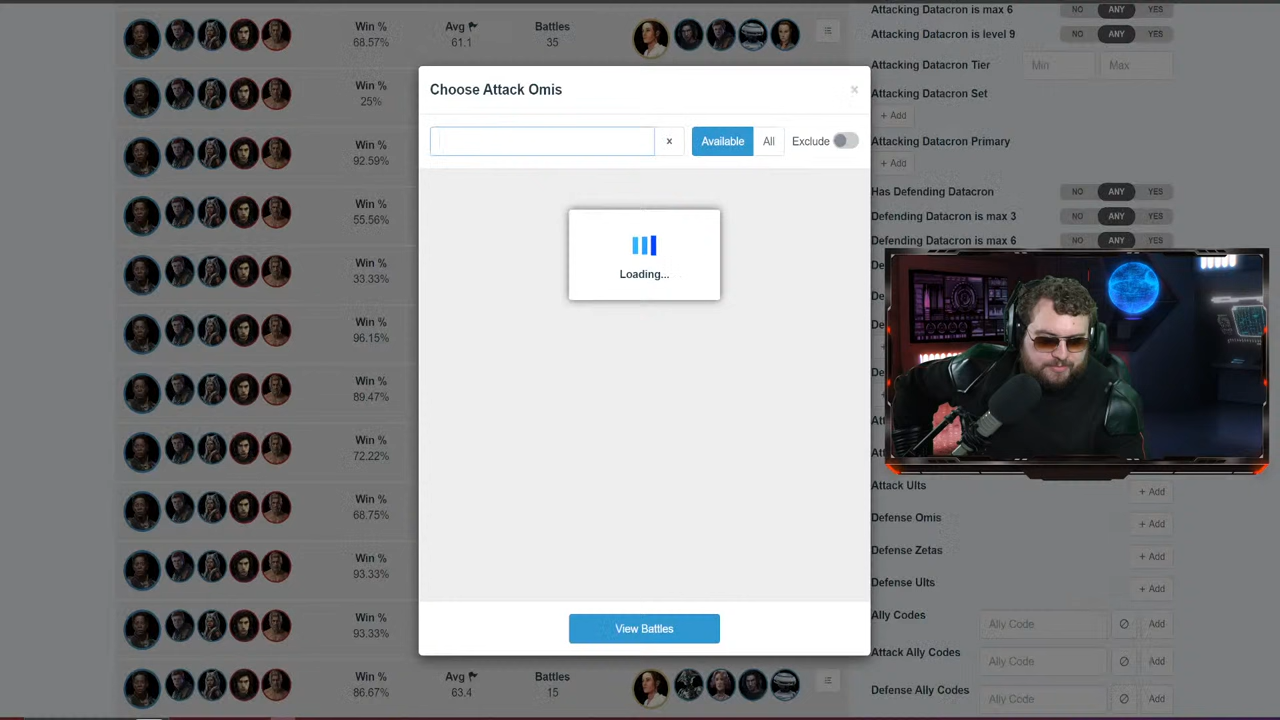 Win %
68.57%
Avg
61.1
Battles
35
Win %
25%
Win %
92.59%
Win %
55.56%
Win %
33.33%
Win %
96.15%
Win %
89.47%
Win %
72.22%
Win %
68.75%
Win %
93.33%
Win %
93.33%
Win %
86.67%
Avg
63.4
Battles
15
Choose Attack Omis
×
x
Available
All
Exclude
Loading...
View Battles
Attacking Datacron is max 6
NO ANY YES
Attacking Datacron is level 9
NO ANY YES
Attacking Datacron Tier
Min
Max
Attacking Datacron Set
+ Add
Attacking Datacron Primary
+ Add
Has Defending Datacron
NO ANY YES
Defending Datacron is max 3
NO ANY YES
Defending Datacron is max 6
NO ANY YES
Attack Ults
+ Add
Defense Omis
+ Add
Defense Zetas
+ Add
Defense Ults
+ Add
Ally Codes
Ally Code
Add
Attack Ally Codes
Ally Code
Add
Defense Ally Codes
Ally Code
Add